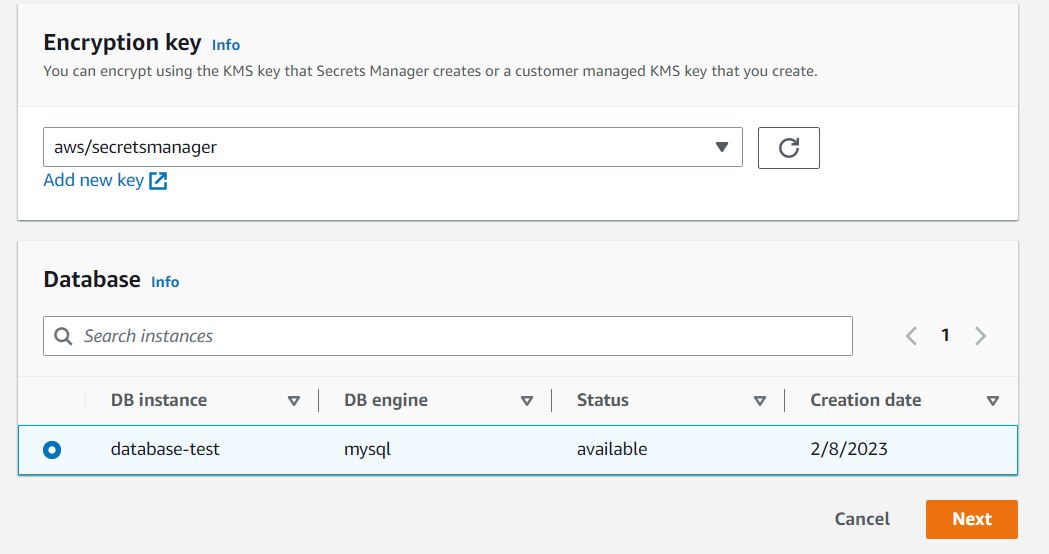 Encryption key Info
You can encrypt using the KMS key that Secrets Manager creates or a customer managed KMS key that you create.
aws/secretsmanager
Add new key
Database Info
Search instances
1
DB instance DB engine Status Creation date
database-test mysql available 2/8/2023
Cancel Next